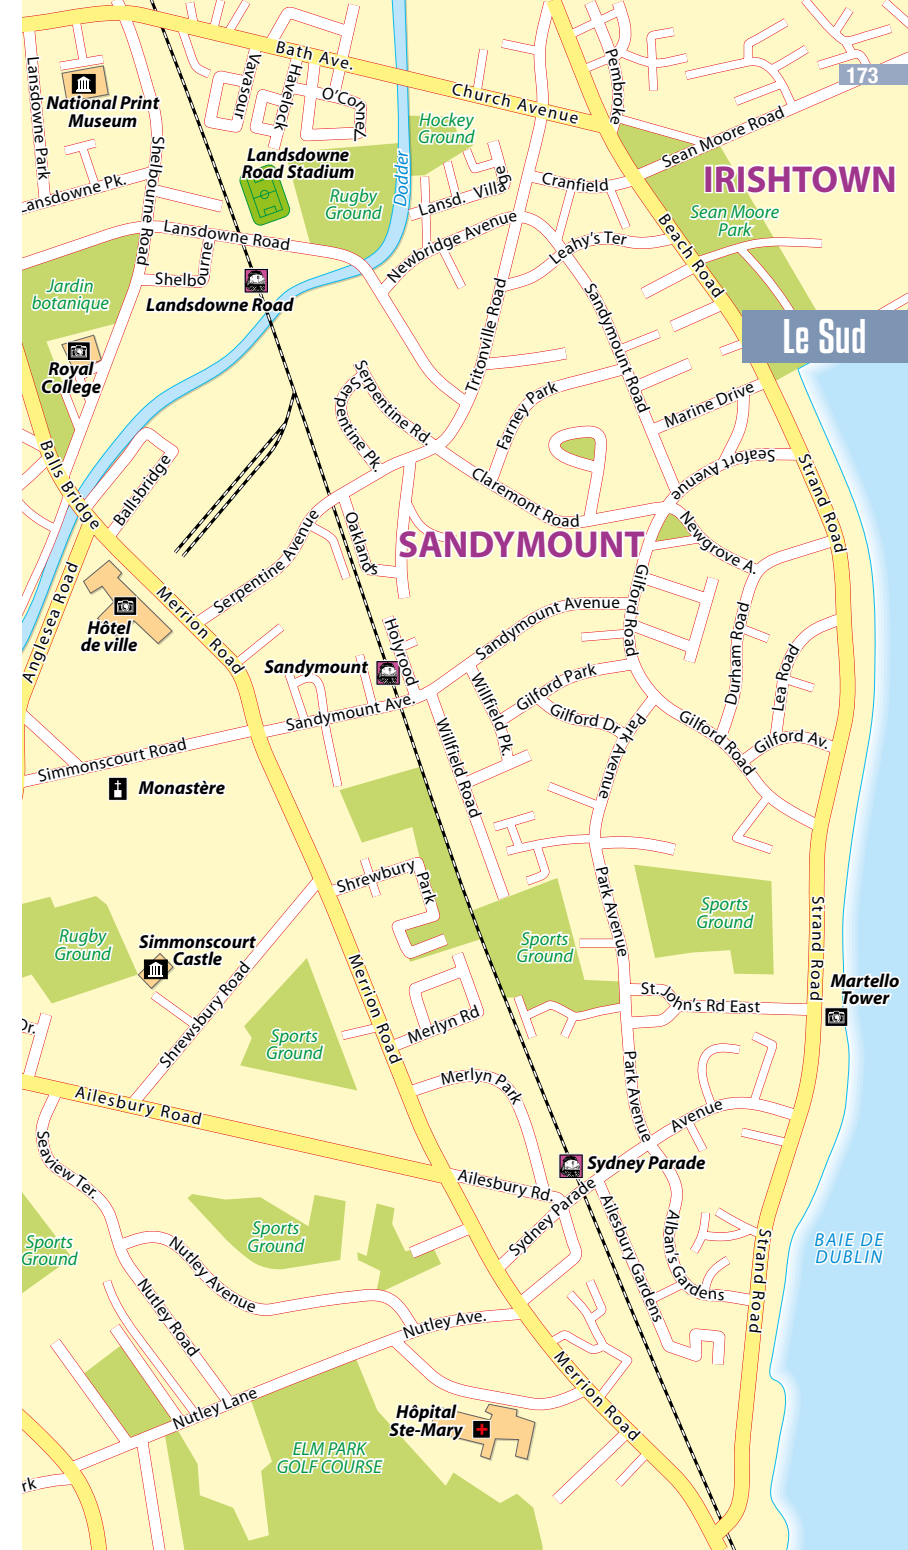 173
Le Sud
IRISHTOWN
SANDYMOUNT
Bath Ave.
Church Avenue
Pembroke
Sean Moore Road
Sean Moore
Park
Lansdowne Park
National Print
Museum
Vavasour
Havelock
O'Connel
Hockey
Ground
Landsdowne
Road Stadium
Rugby
Ground
Dodder
Lansd. Village
Cranfield
Shelbourne Road
Lansdowne Pk.
Lansdowne Road
Newbridge Avenue
Leahy's Ter
Beach Road
Shelbourne
Landsdowne Road
Jardin
botanique
Royal
College
Tritonville Road
Sandymount Road
Serpentine Rd.
Serpentine Pk.
Farney Park
Marine Drive
Seafort Avenue
Strand Road
Balls Bridge
Ballsbridge
Claremont Road
Newgrove A.
Oaklands
Serpentine Avenue
Anglesea Road
Hôtel
de ville
Merrion Road
Gilford Road
Sandymount Avenue
Holyrood
Sandymount
Durham Road
Lea Road
Willfield Pk.
Gilford Park
Gilford Dr.
Park Avenue
Gilford Road
Gilford Av.
Sandymount Ave.
Willfield Road
Simmonscourt Road
Monastère
Shrewbury
Park
Park Avenue
Sports
Ground
Strand Road
Rugby
Ground
Simmonscourt
Castle
Sports
Ground
Merrion Road
Martello
Tower
St. John's Rd East
Shrewsbury Road
Merlyn Rd
Sports
Ground
Dr.
Merlyn Park
Park Avenue
Avenue
Ailesbury Road
Seaview Ter.
Sydney Parade
Ailesbury Rd.
Sydney Parade
Ailesbury Gardens
Alban's Gardens
Strand Road
BAIE DE
DUBLIN
Sports
Ground
Sports
Ground
Nutley Avenue
Nutley Road
Nutley Ave.
Nutley Lane
Merrion Road
Hôpital
Ste-Mary
ELM PARK
GOLF COURSE
rk